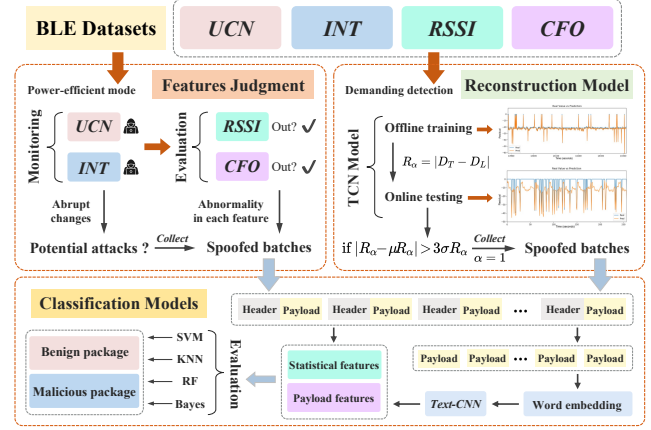 BLE Datasets
UCN INT RSSI CFO
Features Judgment
Power-efficient mode
Monitoring
UCN
INT
Evaluation
RSSI Out?
CFO Out?
Abrupt
changes
Abnormality
in each feature
Potential attacks ?
Collect
Spoofed batches
Demanding detection
Reconstruction Model
TCN Model
Offline training
Rα = |D_T − D_L|
Online testing
if |Rα−μRα| > 3σRα
Collect
α = 1
Spoofed batches
Classification Models
Header Payload Header Payload Header Payload ••• Header Payload
Payload Payload ••• Payload Payload
Word embedding
Text-CNN
Statistical features
Payload features
Evaluation
SVM
KNN
RF
Bayes
Benign package
Malicious package